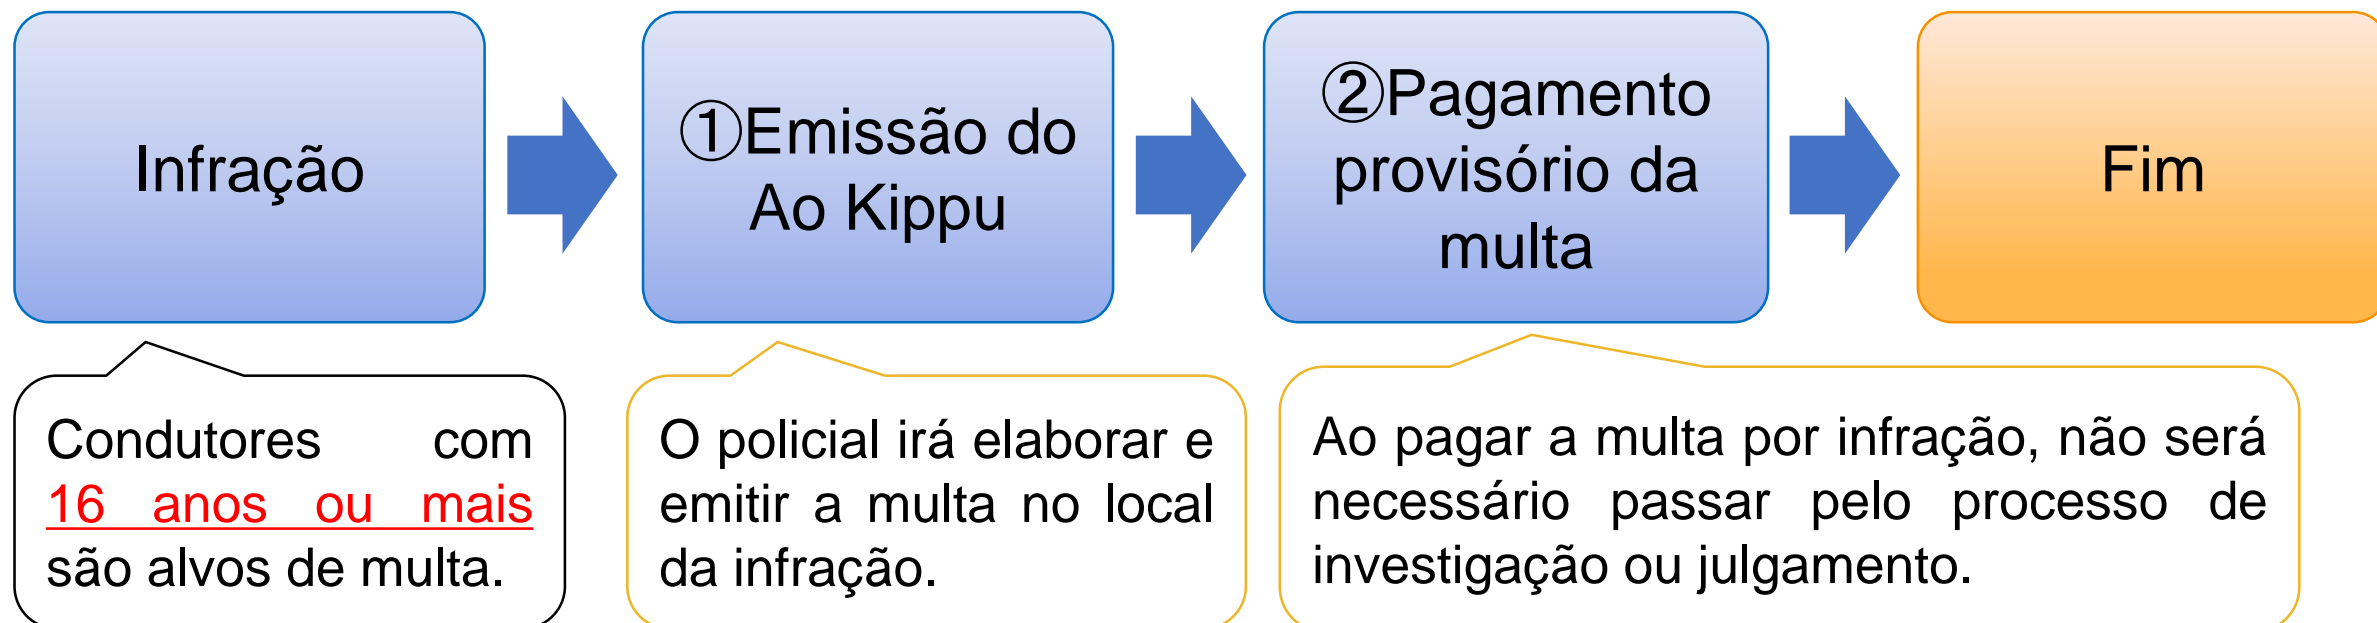 Infração
①Emissão do
Ao Kippu
②Pagamento
provisório da
multa
Fim
Condutores com
16 anos ou mais
são alvos de multa.
O policial irá elaborar e
emitir a multa no local
da infração.
Ao pagar a multa por infração, não será
necessário passar pelo processo de
investigação ou julgamento.